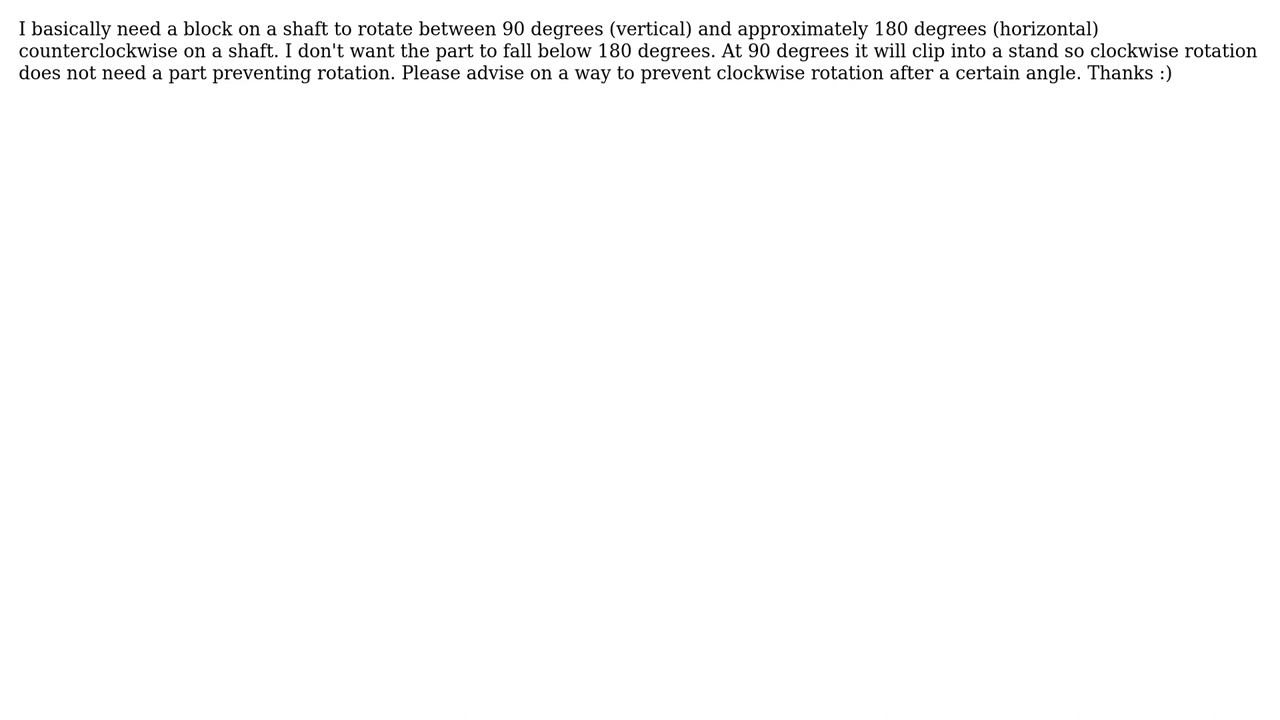 I basically need a block on a shaft to rotate between 90 degrees (vertical) and approximately 180 degrees (horizontal)
counterclockwise on a shaft. I don't want the part to fall below 180 degrees. At 90 degrees it will clip into a stand so clockwise rotation
does not need a part preventing rotation. Please advise on a way to prevent clockwise rotation after a certain angle. Thanks :)